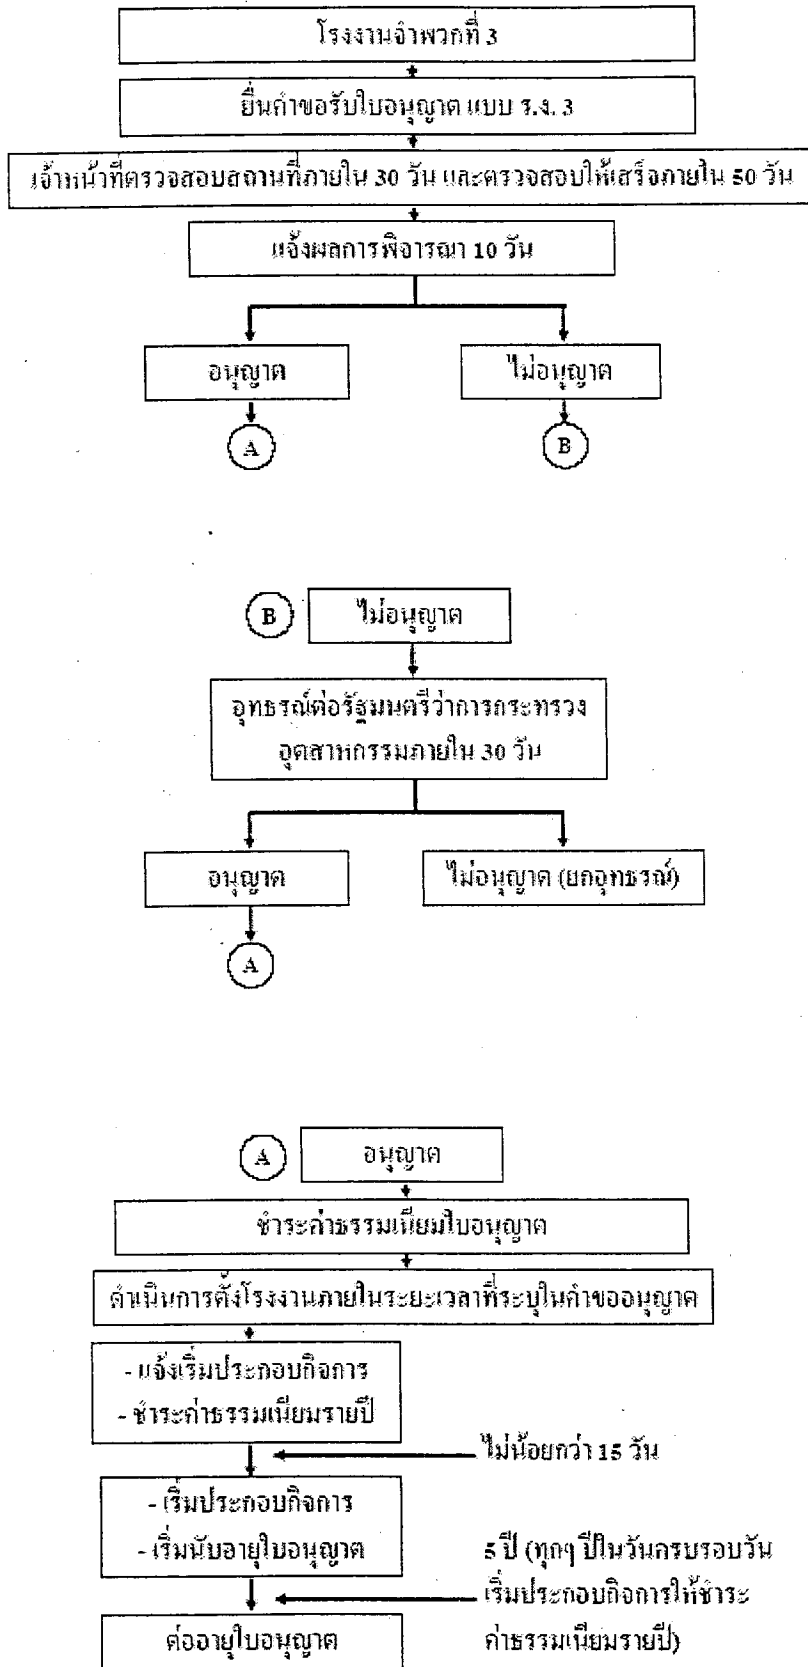 โรงงานจำพวกที่ 3
ยื่นคำขอรับใบอนุญาต แบบ ร.ง. 3
เจ้าหน้าที่ตรวจสอบสถานที่ภายใน 30 วัน และตรวจสอบให้เสร็จภายใน 50 วัน
แจ้งผลการพิจารณา 10 วัน
อนุญาต
ไม่อนุญาต
A
B
B
ไม่อนุญาต
อุทธรณ์ต่อรัฐมนตรีว่าการกระทรวง
อุตสาหกรรมภายใน 30 วัน
อนุญาต
ไม่อนุญาต (ยกอุทธรณ์)
A
A
อนุญาต
ชำระค่าธรรมเนียมใบอนุญาต
ดำเนินการตั้งโรงงานภายในระยะเวลาที่ระบุในคำขออนุญาต
- แจ้งเริ่มประกอบกิจการ
- ชำระค่าธรรมเนียมรายปี
ไม่น้อยกว่า 15 วัน
- เริ่มประกอบกิจการ
- เริ่มนับอายุใบอนุญาต
5 ปี (ทุกๆ ปีในวันครบรอบวัน
เริ่มประกอบกิจการให้ชำระ
ค่าธรรมเนียมรายปี)
ต่ออายุใบอนุญาต